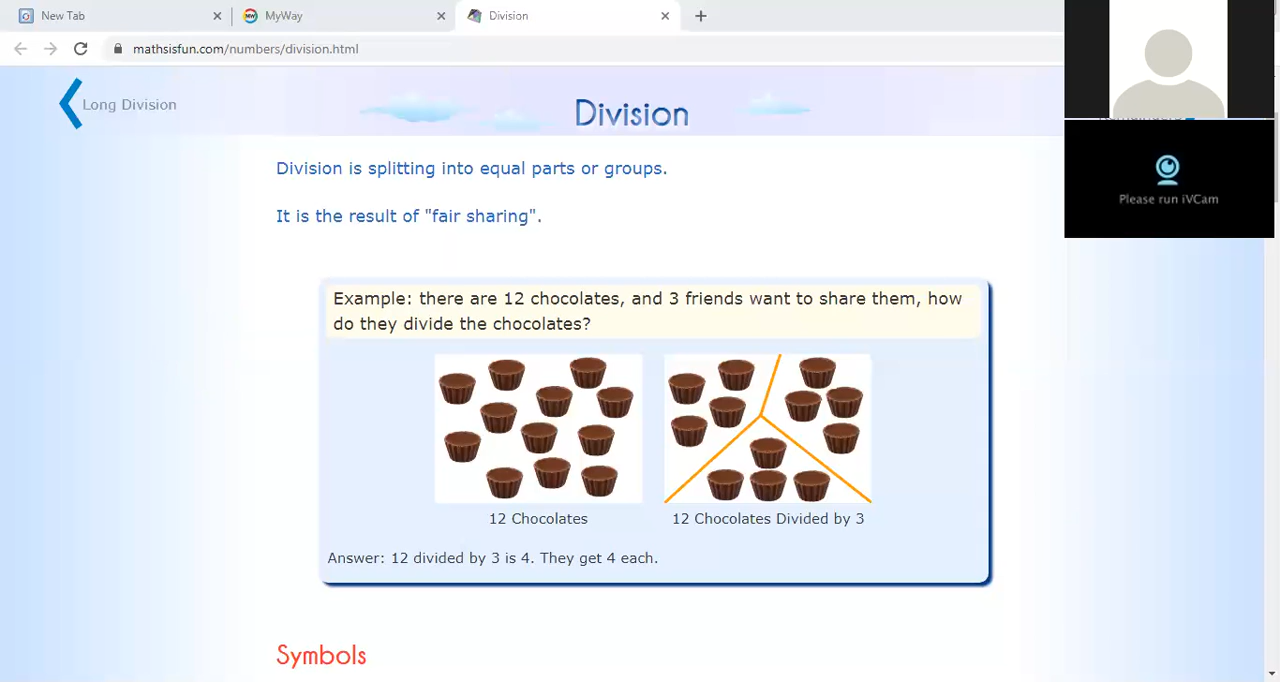 New Tab
MyWay
Division
mathsisfun.com/numbers/division.html
Long Division
Division
Division is splitting into equal parts or groups.
It is the result of "fair sharing".
Example: there are 12 chocolates, and 3 friends want to share them, how
do they divide the chocolates?
12 Chocolates
12 Chocolates Divided by 3
Answer: 12 divided by 3 is 4. They get 4 each.
Symbols
Please run iVCam